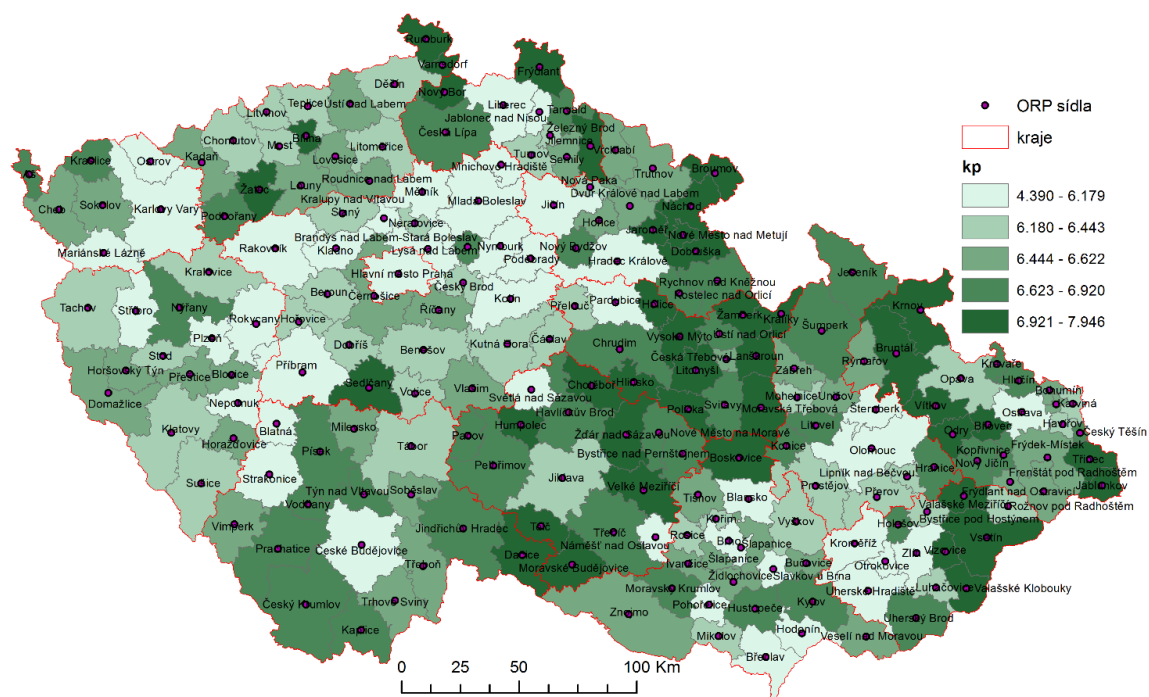 Rumburk
Varnsdorf
Frýdlant
Děčín
Nový Bor
Liberec
Teplice
Ústí nad Labem
Jablonec nad Nisou
Tanvald
Litvínov
Česká Lípa
Železný Brod
Bílina
Jilemnice
Chomutov
Most
Litoměřice
Turnov
Vrchlabí
Lovosice
Semily
Kraslice
Ostrov
Kadaň
Mnichovo Hradiště
Trutnov
Broumov
Aš
Roudnice nad Labem
Nová Paka
Žatec
Louny
Mělník
Dvůr Králové nad Labem
Cheb
Sokolov
Karlovy Vary
Kralupy nad Vltavou
Mladá Boleslav
Jičín
Náchod
Podbořany
Slaný
Neratovice
Hořice
Jaroměř
Nové Město nad Metují
Brandýs nad Labem-Stará Boleslav
Mariánské Lázně
Rakovník
Kladno
Lysá nad Labem
Nymburk
Nový Bydžov
Dobruška
Poděbrady
Hradec Králové
Jeseník
Kralovice
Hlavní město Praha
Český Brod
Rychnov nad Kněžnou
Beroun
Černošice
Kolín
Kostelec nad Orlicí
Tachov
Stříbro
Nýřany
Říčany
Přelouč
Pardubice
Holice
Krnov
Rokycany
Hořovice
Žamberk
Králíky
Plzeň
Dobříš
Kutná Hora
Čáslav
Chrudim
Vysoké Mýto
Ústí nad Orlicí
Šumperk
Stod
Benešov
Česká Třebová
Lanškroun
Bruntál
Horšovský Týn
Přeštice
Blovice
Příbram
Litomyšl
Zábřeh
Rýmařov
Kravaře
Sedlčany
Votice
Vlašim
Chotěboř
Hlinsko
Opava
Hlučín
Domažlice
Nepomuk
Světlá nad Sázavou
Mohelnice
Uničov
Bohumín
Blatná
Havlíčkův Brod
Polička
Svitavy
Moravská Třebová
Šternberk
Vítkov
Ostrava
Karviná
Klatovy
Milevsko
Humpolec
Litovel
Havířov
Horažďovice
Tábor
Pacov
Žďár nad Sázavou
Nové Město na Moravě
Konice
Odry
Bílovec
Český Těšín
Písek
Olomouc
Frýdek-Místek
Bystřice nad Pernštejnem
Boskovice
Kopřivnice
Strakonice
Pelhřimov
Lipník nad Bečvou
Hranice
Nový Jičín
Třinec
Sušice
Jihlava
Frenštát pod Radhoštěm
Týn nad Vltavou
Soběslav
Velké Meziříčí
Prostějov
Přerov
Jablunkov
Vodňany
Tišnov
Blansko
Frýdlant nad Ostravicí
Valašské Meziříčí
Rožnov pod Radhoštěm
Vimperk
Jindřichův Hradec
Telč
Třebíč
Kuřim
Vyškov
Holešov
Bystřice pod Hostýnem
Prachatice
České Budějovice
Náměšť nad Oslavou
Rosice
Brno
Šlapanice
Kroměříž
Vsetín
Dačice
Šlapanice
Zlín
Vizovice
Třeboň
Moravské Budějovice
Ivančice
Bučovice
Otrokovice
Židlochovice
Slavkov u Brna
Český Krumlov
Trhové Sviny
Moravský Krumlov
Uherské Hradiště
Luhačovice
Valašské Klobouky
Znojmo
Pohořelice
Hustopeče
Kyjov
Uherský Brod
Kaplice
Mikulov
Hodonín
Veselí nad Moravou
Břeclav
ORP sídla
kraje
kp
4.390 - 6.179
6.180 - 6.443
6.444 - 6.622
6.623 - 6.920
6.921 - 7.946
0 25 50 100 Km